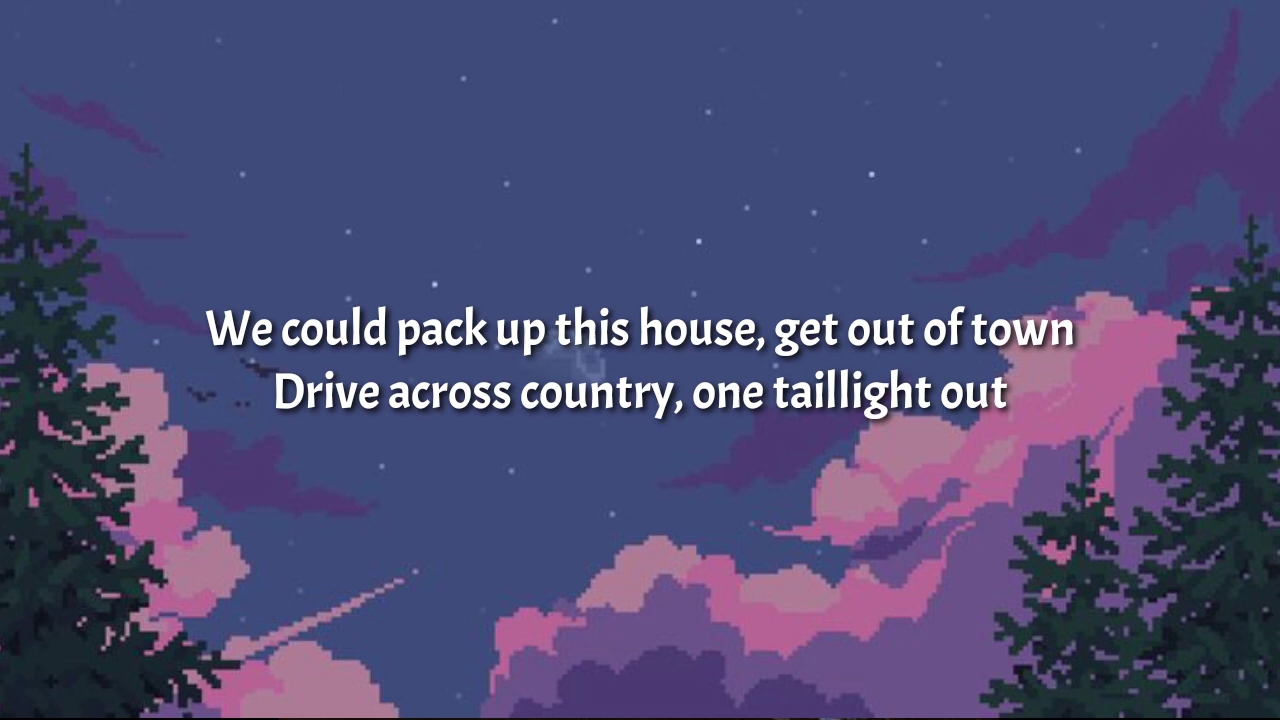 We could pack up this house, get out of town
Drive across country, one taillight out